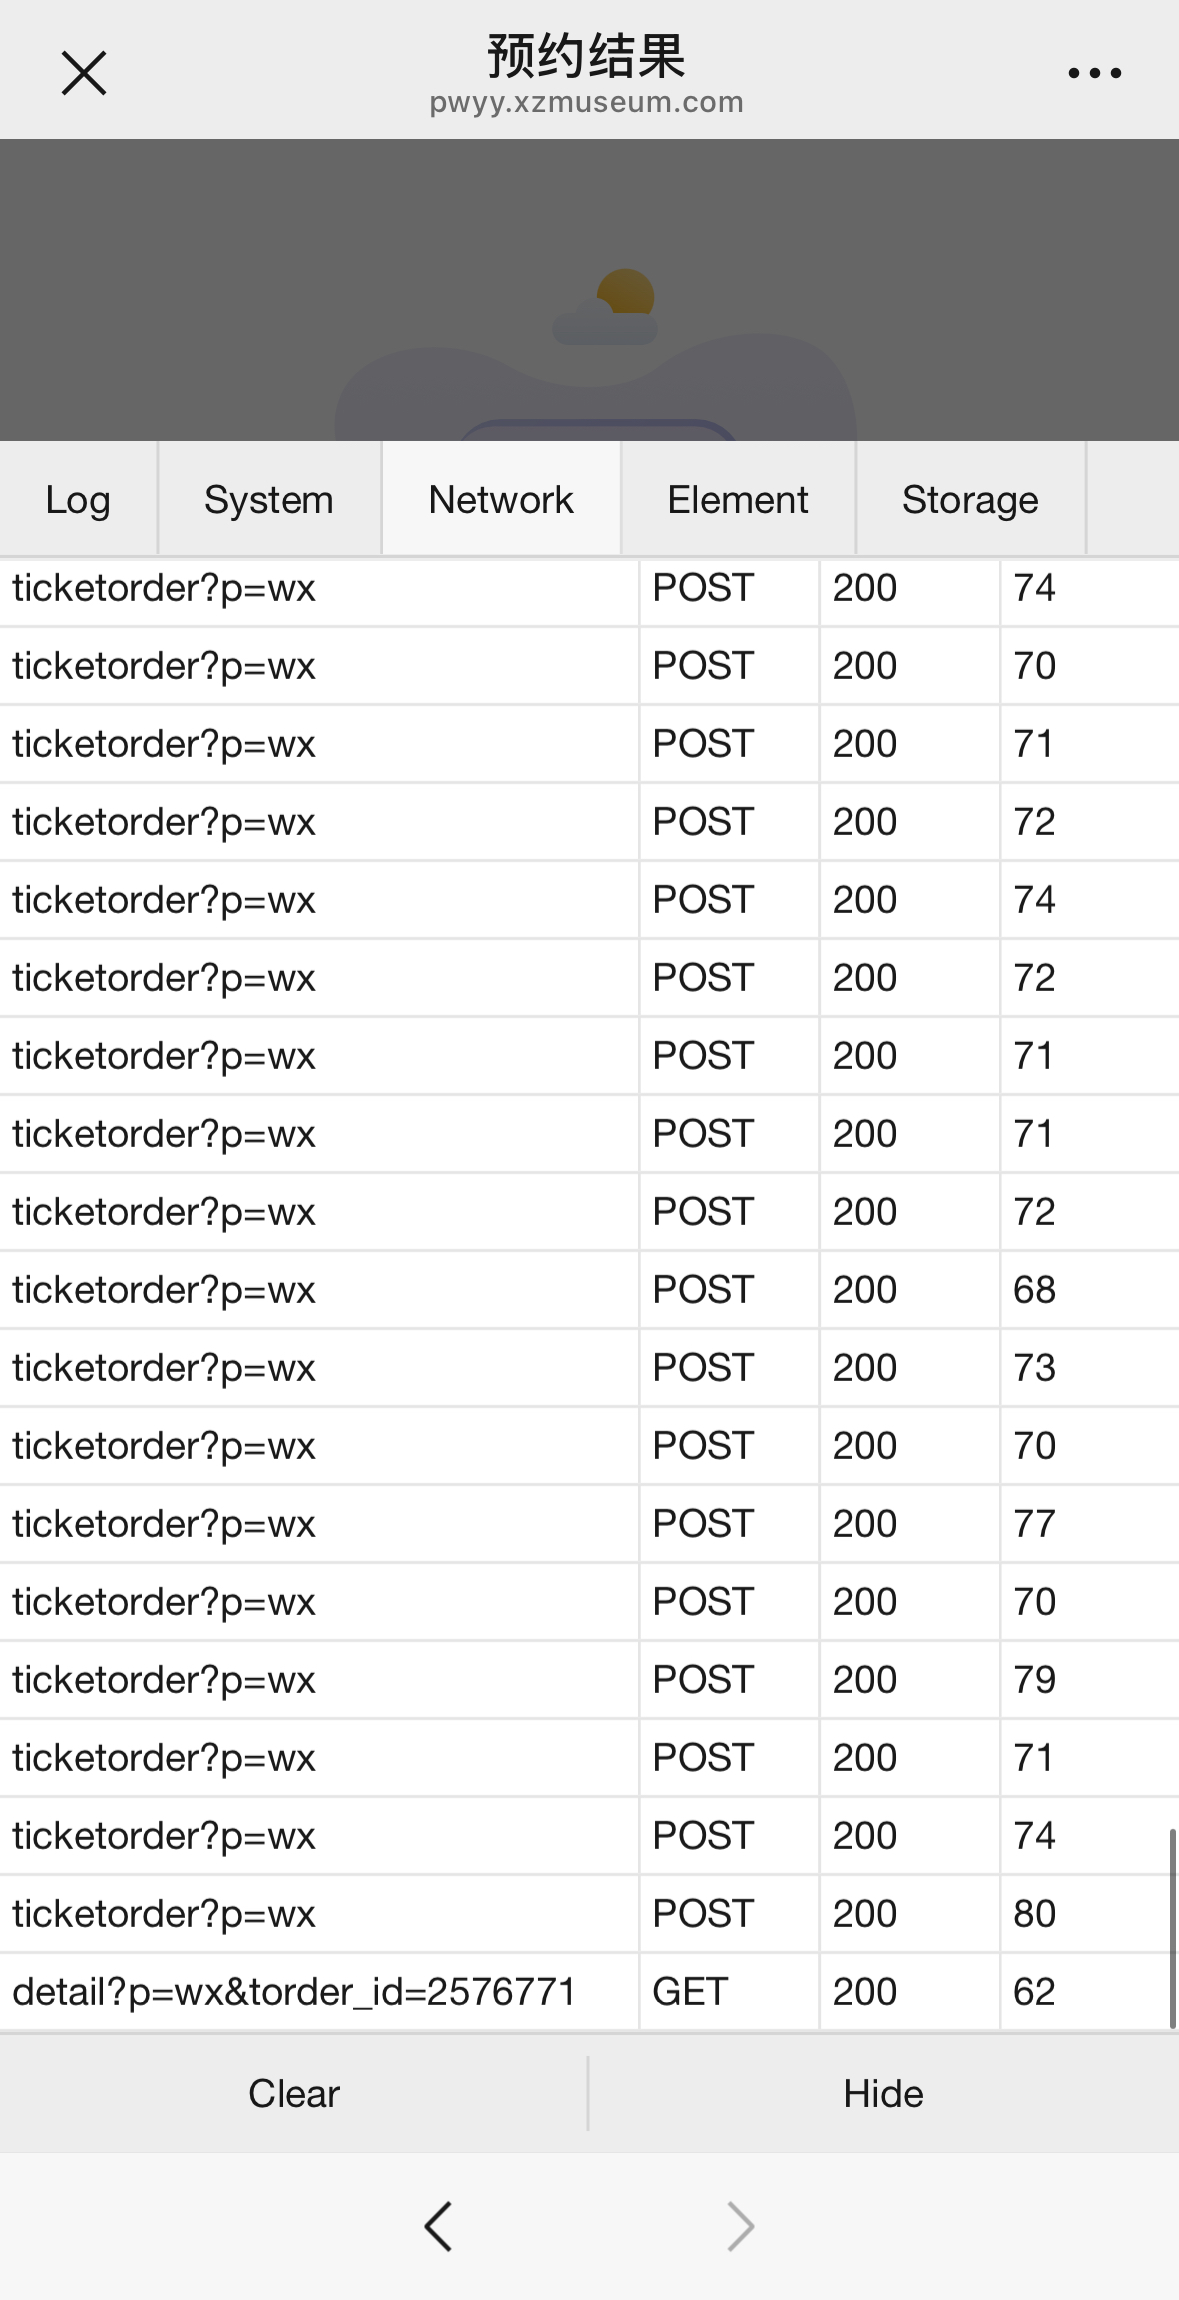 预约结果
pwyy.xzmuseum.com
Log System Network Element Storage
ticketorder?p=wx POST 200 74
ticketorder?p=wx POST 200 70
ticketorder?p=wx POST 200 71
ticketorder?p=wx POST 200 72
ticketorder?p=wx POST 200 74
ticketorder?p=wx POST 200 72
ticketorder?p=wx POST 200 71
ticketorder?p=wx POST 200 71
ticketorder?p=wx POST 200 72
ticketorder?p=wx POST 200 68
ticketorder?p=wx POST 200 73
ticketorder?p=wx POST 200 70
ticketorder?p=wx POST 200 77
ticketorder?p=wx POST 200 70
ticketorder?p=wx POST 200 79
ticketorder?p=wx POST 200 71
ticketorder?p=wx POST 200 74
ticketorder?p=wx POST 200 80
detail?p=wx&torder_id=2576771 GET 200 62
Clear Hide